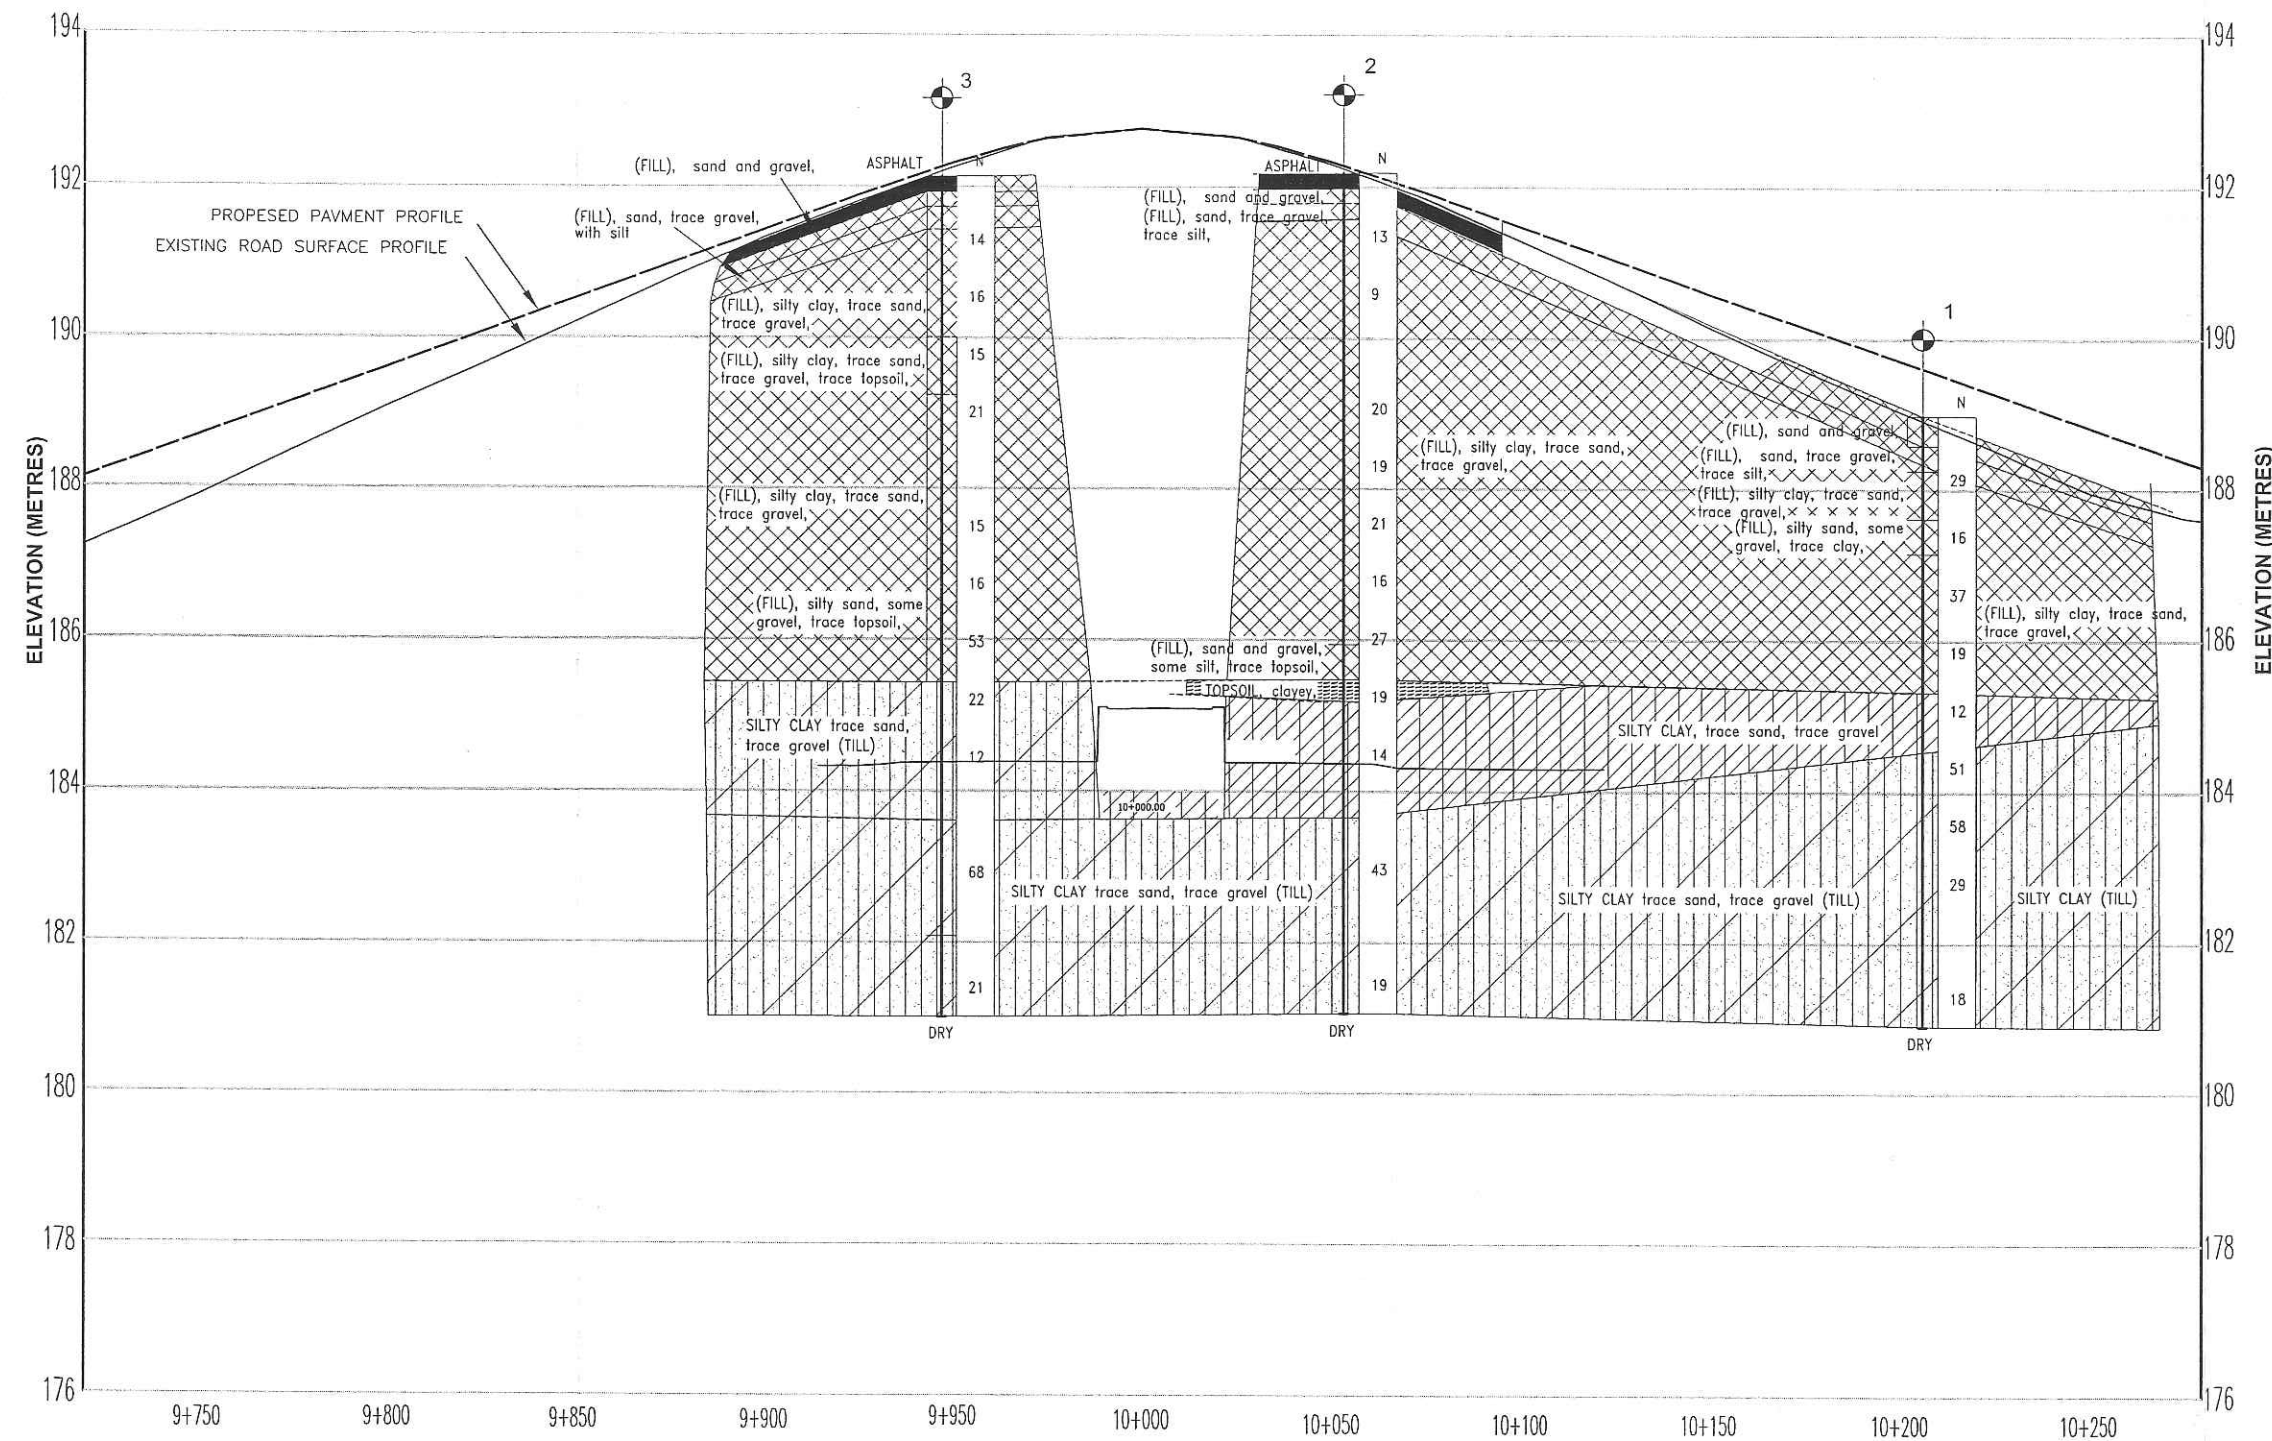 194
194
3
2
(FILL), sand and gravel,
ASPHALT
N
ASPHALT
N
192
192
PROPESED PAVMENT PROFILE
EXISTING ROAD SURFACE PROFILE
(FILL), sand, trace gravel,
with silt
(FILL), sand and gravel,
(FILL), sand, trace gravel,
trace silt,
14
13
16
9
(FILL), silty clay, trace sand,
trace gravel,
1
190
190
15
(FILL), silty clay, trace sand,
trace gravel, trace topsoil,
21
20
N
19
(FILL), silty clay, trace sand,
trace gravel,
(FILL), sand and gravel,
(FILL), sand, trace gravel,
trace silt,
(FILL), silty clay, trace sand,
trace gravel,
(FILL), silty sand, some
gravel, trace clay,
29
188
188
(FILL), silty clay, trace sand,
trace gravel,
15
21
16
ELEVATION (METRES)
ELEVATION (METRES)
16
16
37
(FILL), silty sand, some
gravel, trace topsoil,
(FILL), silty clay, trace sand,
trace gravel,
186
186
53
27
19
(FILL), sand and gravel,
some silt, trace topsoil,
TOPSOIL, clayey,
22
19
12
SILTY CLAY trace sand,
trace gravel (TILL)
SILTY CLAY, trace sand, trace gravel
12
14
51
184
184
10+000.00
58
68
43
29
SILTY CLAY trace sand, trace gravel (TILL)
SILTY CLAY trace sand, trace gravel (TILL)
SILTY CLAY (TILL)
182
182
21
19
18
DRY
DRY
DRY
180
180
178
178
176
176
9+750
9+800
9+850
9+900
9+950
10+000
10+050
10+100
10+150
10+200
10+250